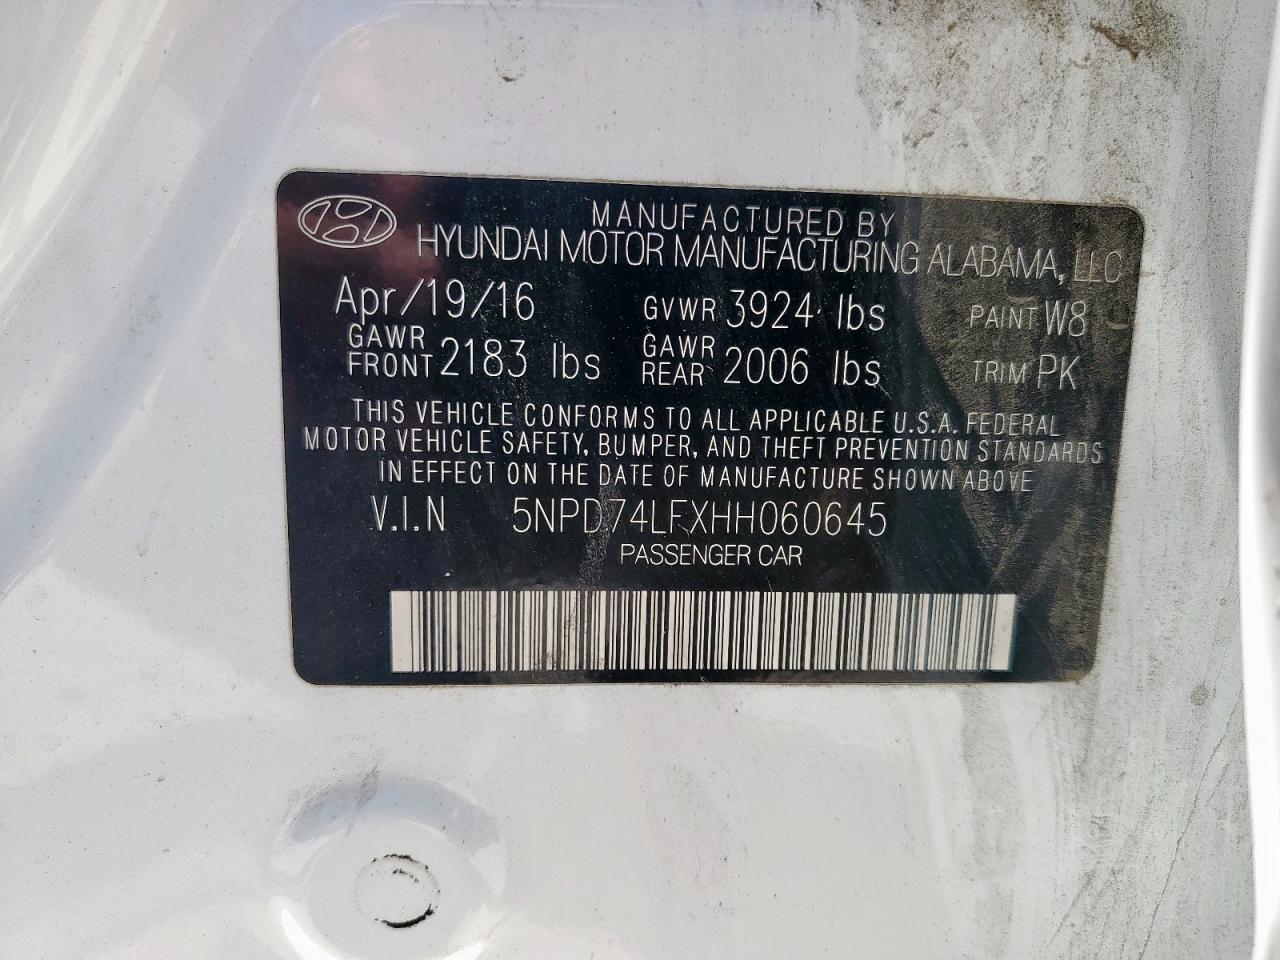 MANUFACTURED BY
HYUNDAI MOTOR MANUFACTURING ALABAMA, LLC
Apr/19/16 GVWR 3924 lbs PAINT W8
GAWR FRONT 2183 lbs GAWR REAR 2006 lbs TRIM PK
THIS VEHICLE CONFORMS TO ALL APPLICABLE U.S.A. FEDERAL
MOTOR VEHICLE SAFETY, BUMPER, AND THEFT PREVENTION STANDARDS
IN EFFECT ON THE DATE OF MANUFACTURE SHOWN ABOVE
V.I.N 5NPD74LFXHH060645
PASSENGER CAR